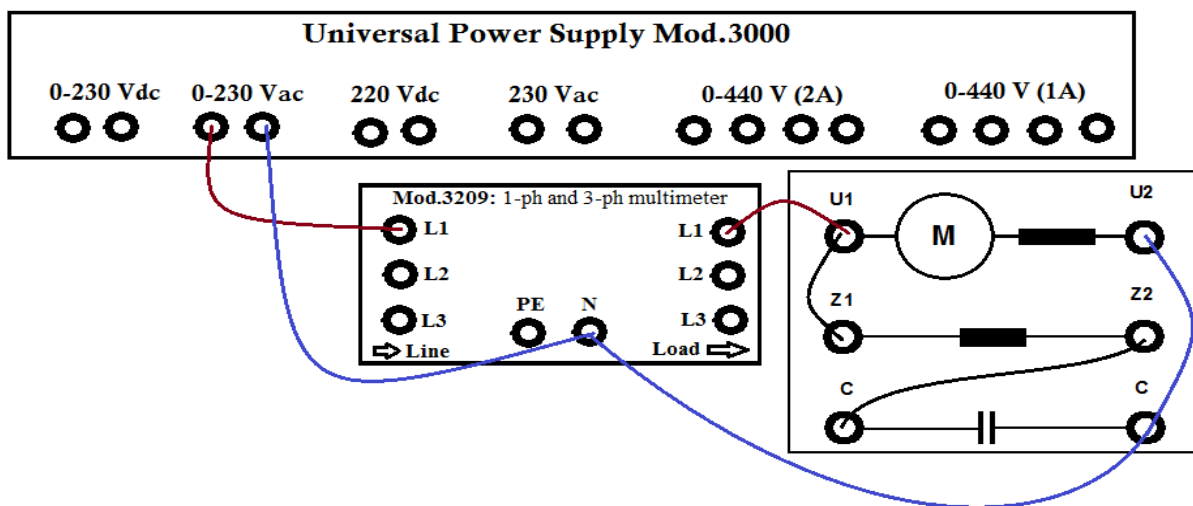 Universal Power Supply Mod.3000
0-230 Vdc 0-230 Vac 220 Vdc 230 Vac 0-440 V (2A) 0-440 V (1A)
Mod.3209: 1-ph and 3-ph multimeter
L1 L1
L2 L2
L3 PE N L3
Line Load
U1 U2
M
Z1 Z2
C C